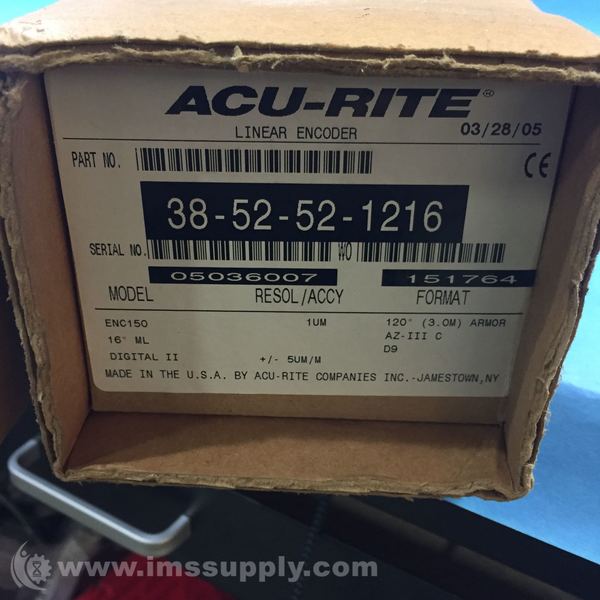 ACU-RITE®
LINEAR ENCODER 03/28/05
PART NO. CE
38-52-52-1216
SERIAL NO. WO
05036007 151764
MODEL RESOL/ACCY FORMAT
ENC150 1UM 120" (3.0M) ARMOR
16" ML AZ-III C
DIGITAL II +/- 5UM/M D9
MADE IN THE U.S.A. BY ACU-RITE COMPANIES INC.-JAMESTOWN,NY
www.imssupply.com